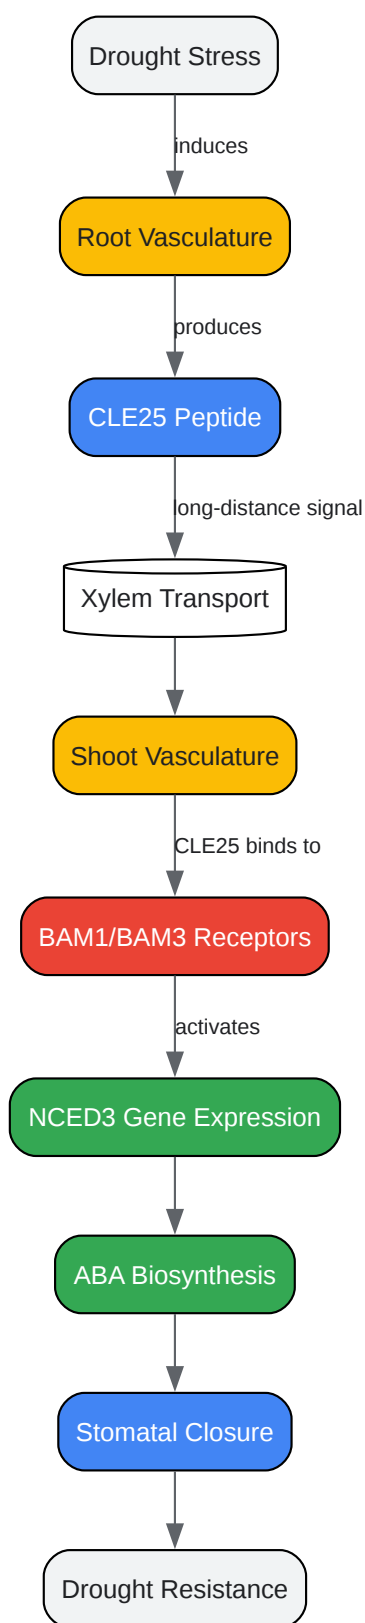 Drought Stress
induces
Root Vasculature
produces
CLE25 Peptide
long-distance signal
Xylem Transport
Shoot Vasculature
CLE25 binds to
BAM1/BAM3 Receptors
activates
NCED3 Gene Expression
ABA Biosynthesis
Stomatal Closure
Drought Resistance